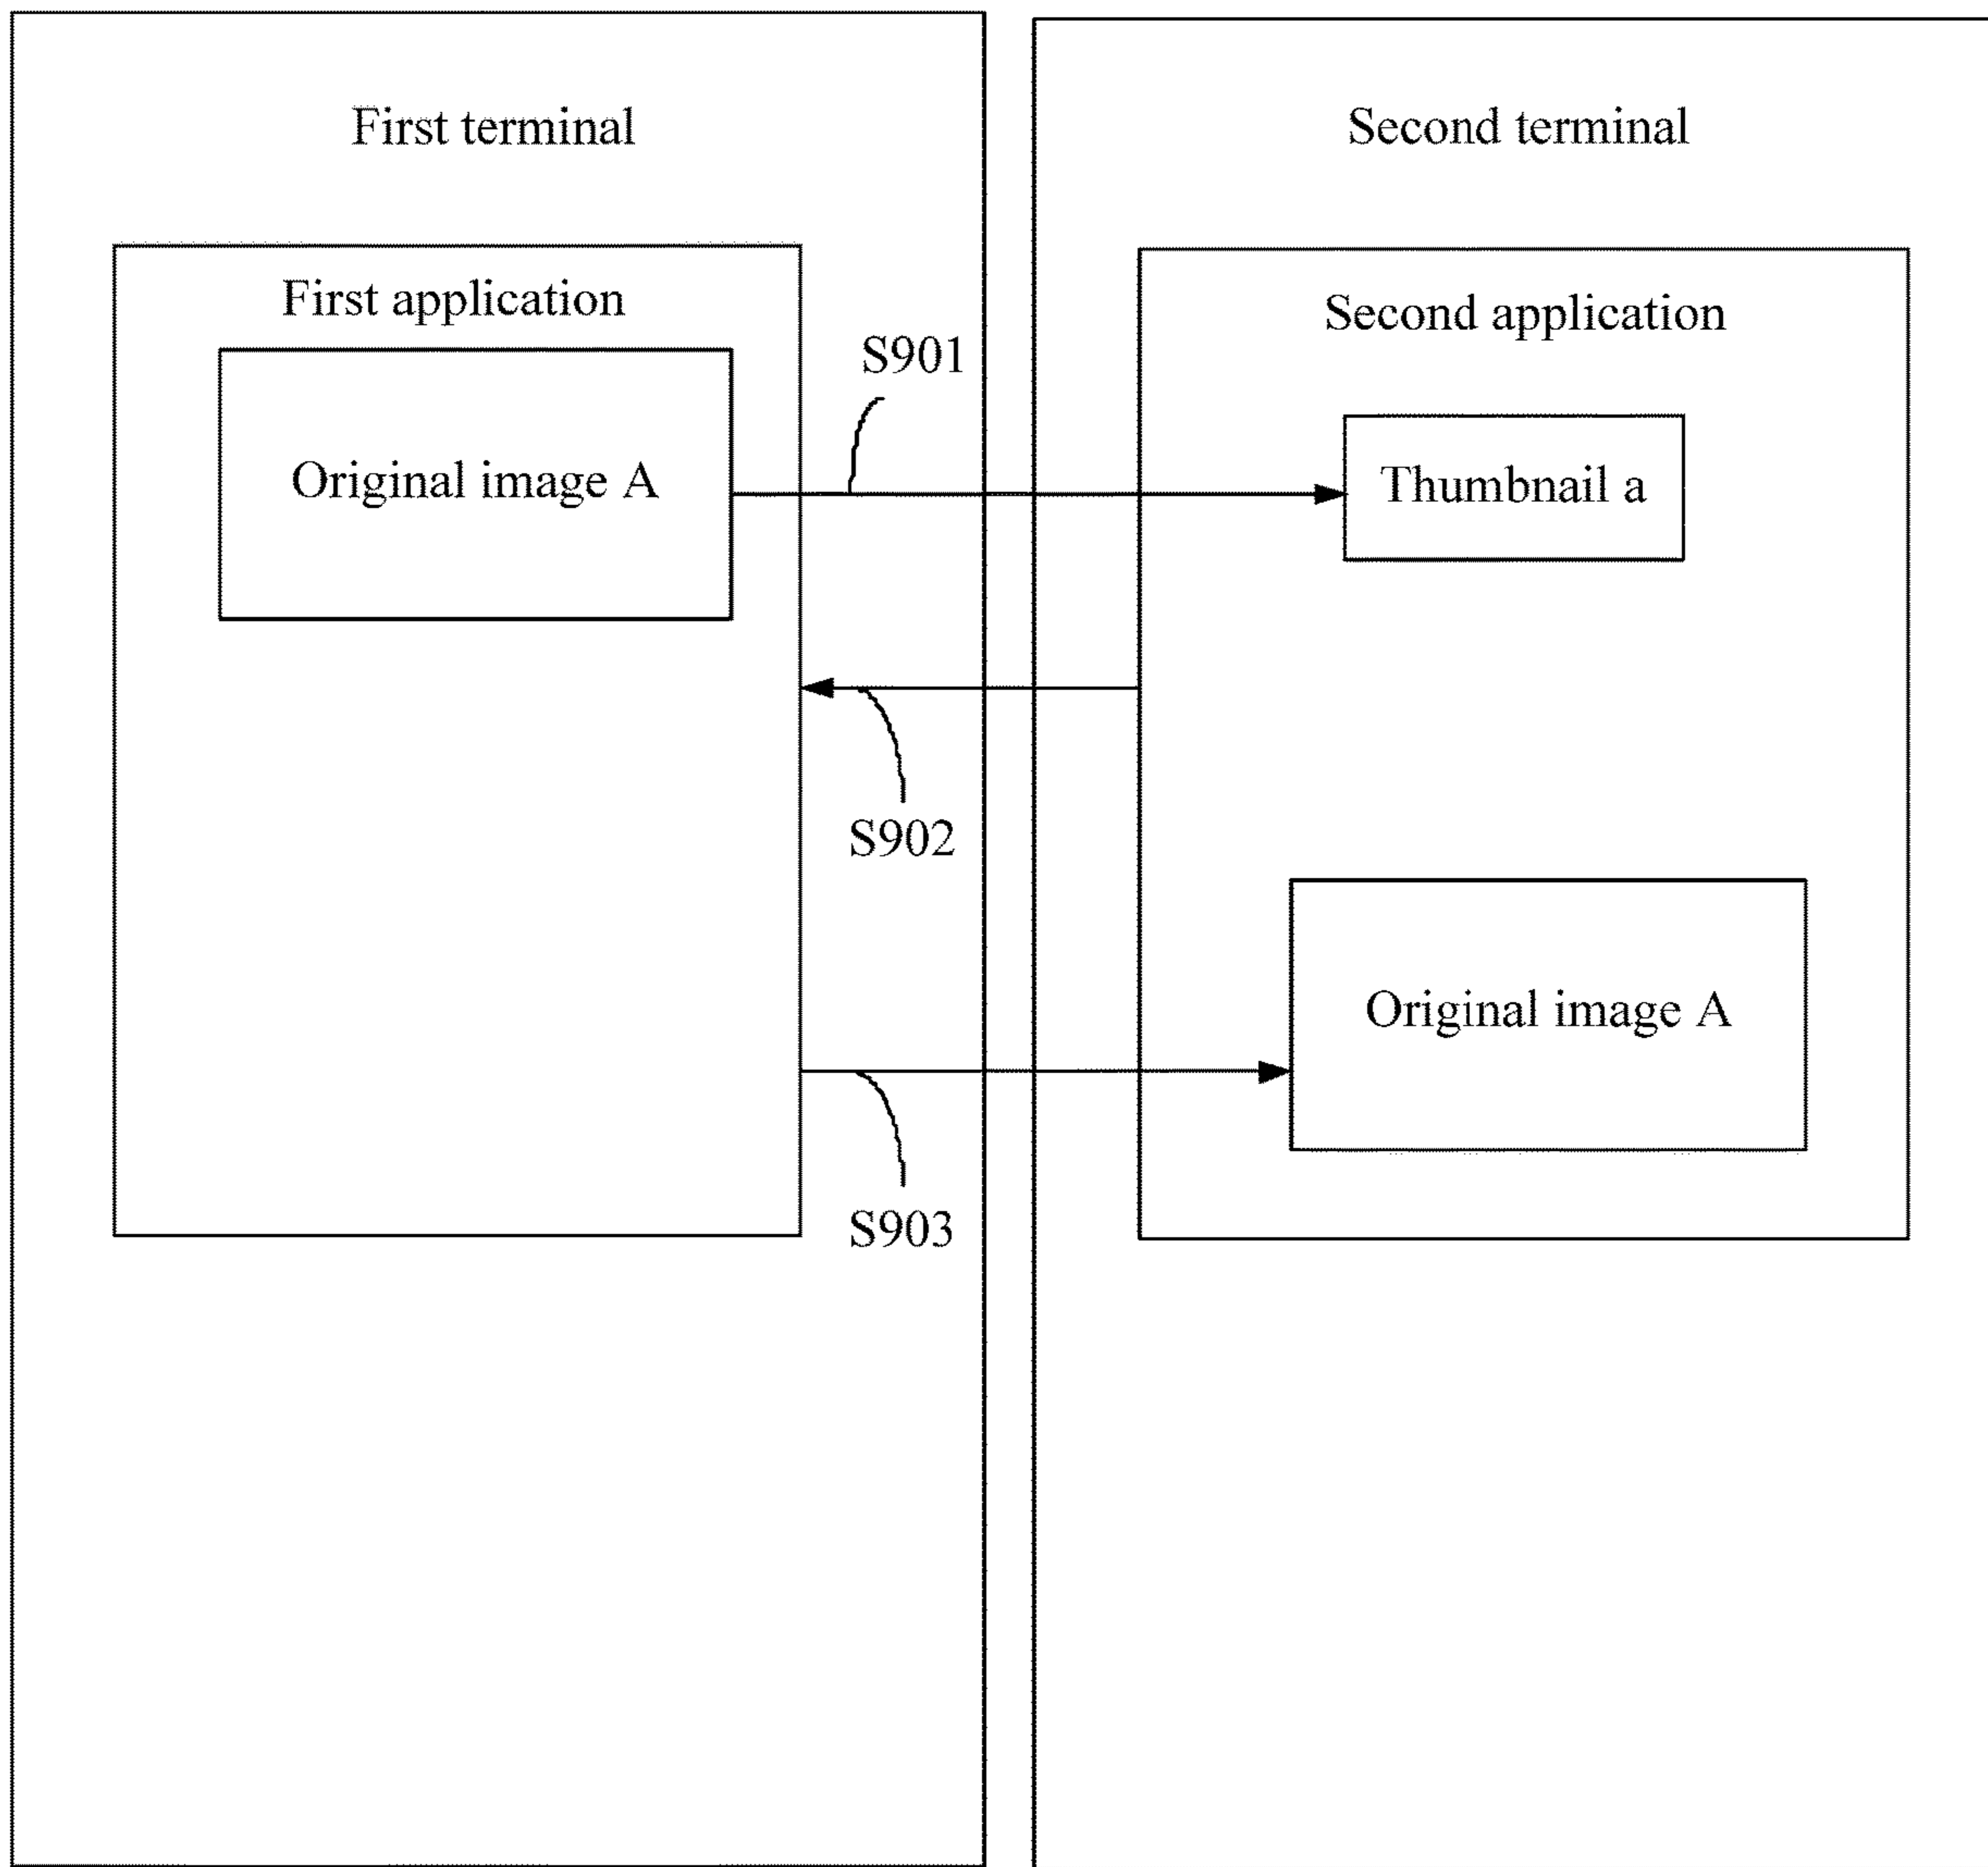 First terminal
Second terminal
First application
Second application
S901
Original image A
Thumbnail a
S902
Original image A
S903